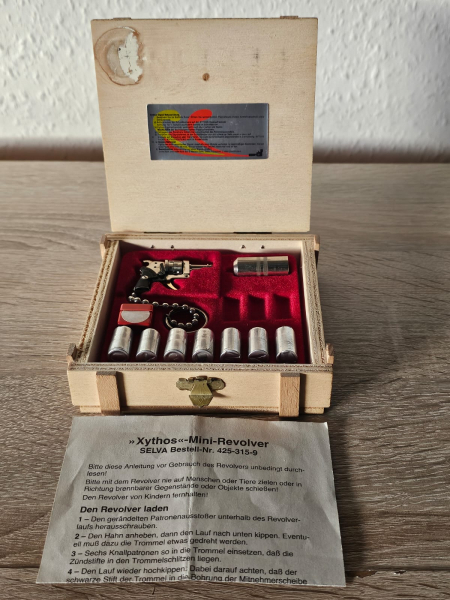 »Xythos«-Mini-Revolver
SELVA Bestell-Nr. 425-315-9
Bitte diese Anleitung vor Gebrauch des Revolvers unbedingt durch-
lesen!
Bitte mit dem Revolver nie auf Menschen oder Tiere zielen oder in
Richtung brennbarer Gegenstände oder Objekte schießen!
Den Revolver von Kindern fernhalten!
Den Revolver laden
1 – Den gerändelten Patronenausstoßer unterhalb des Revolver-
laufs herausschrauben.
2 – Den Hahn anheben, dann den Lauf nach unten kippen. Eventu-
ell muß dazu die Trommel etwas gedreht werden.
3 – Sechs Knallpatronen so in die Trommel einsetzen, daß die
Zündstifte in den Trommelschlitzen liegen.
4 – Den Lauf wieder hochkippen. Dabei darauf achten, daß der
schwarze Stift der Trommel in die Bohrung der Mitnehmerscheibe